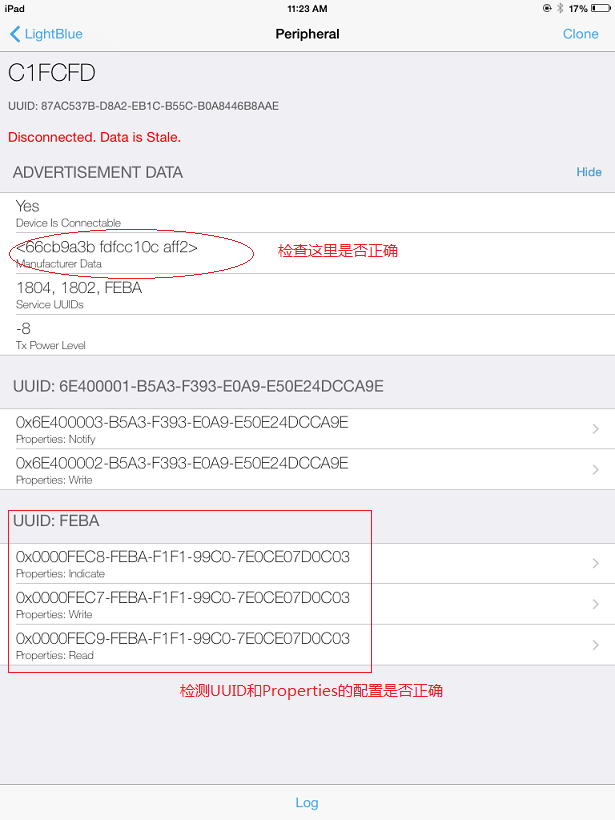 iPad 11:23 AM 17%
LightBlue Peripheral Clone
C1FCFD
UUID: 87AC537B-D8A2-EB1C-B55C-B0A8446B8AAE
Disconnected. Data is Stale.
ADVERTISEMENT DATA Hide
Yes
Device Is Connectable
<66cb9a3b fdfcc10c aff2>
检查这里是否正确
Manufacturer Data
1804, 1802, FEBA
Service UUIDs
-8
Tx Power Level
UUID: 6E400001-B5A3-F393-E0A9-E50E24DCCA9E
0x6E400003-B5A3-F393-E0A9-E50E24DCCA9E
Properties: Notify
0x6E400002-B5A3-F393-E0A9-E50E24DCCA9E
Properties: Write
UUID: FEBA
0x0000FEC8-FEBA-F1F1-99C0-7E0CE07D0C03
Properties: Indicate
0x0000FEC7-FEBA-F1F1-99C0-7E0CE07D0C03
Properties: Write
0x0000FEC9-FEBA-F1F1-99C0-7E0CE07D0C03
Properties: Read
检测UUID和Properties的配置是否正确
Log